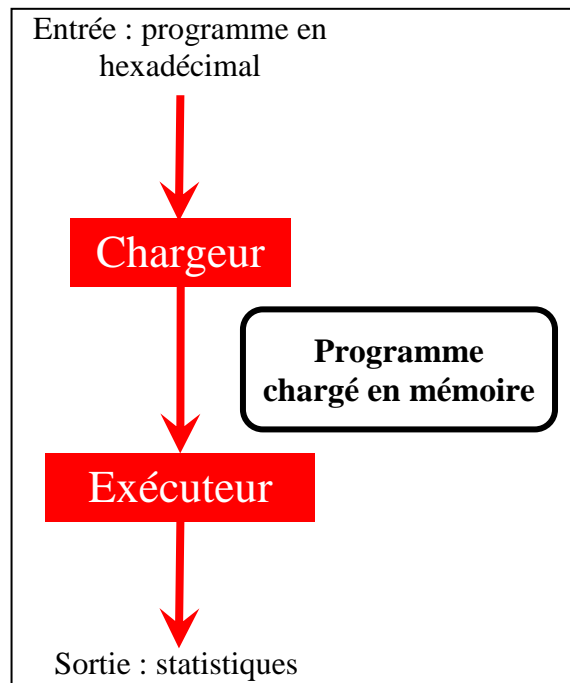 Entrée : programme en
hexadécimal
Chargeur
Programme
chargé en mémoire
Exécuteur
Sortie : statistiques